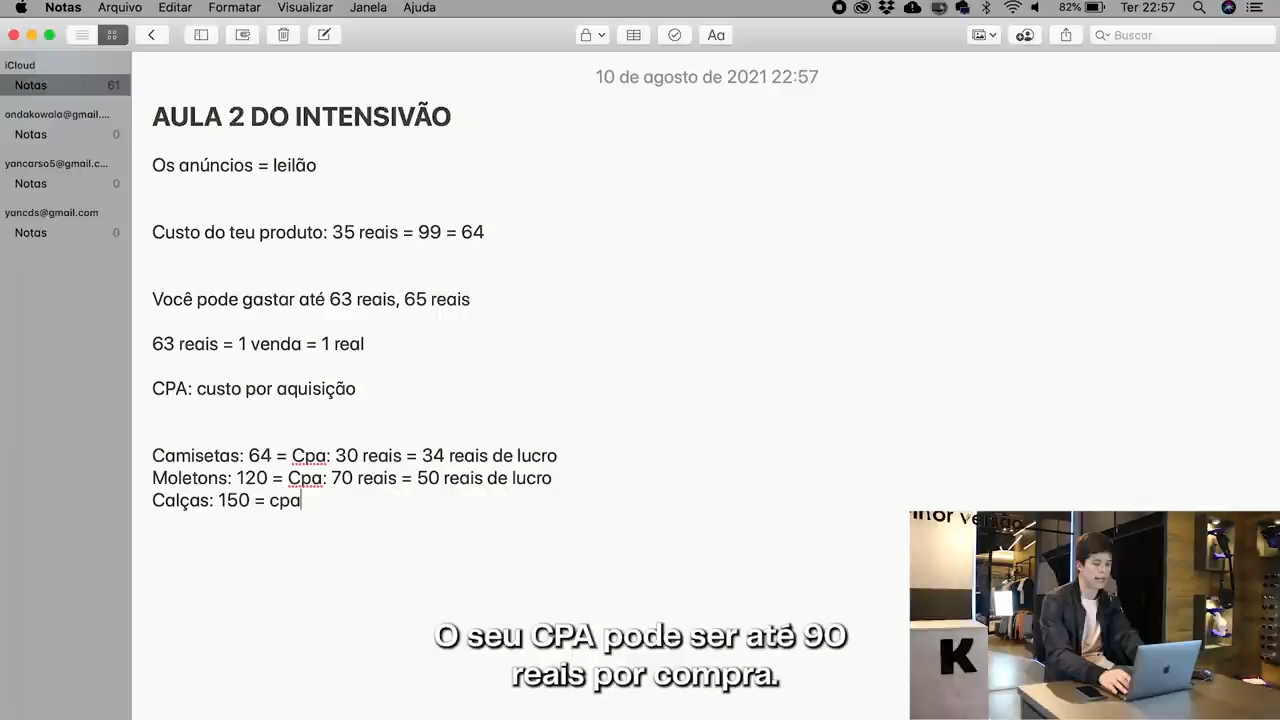 Notas Arquivo Editar Formatar Visualizar Janela Ajuda 82% Ter 22:57
Aa Buscar
iCloud
Notas 61
ondakowala@gmail....
Notas 0
yancarso5@gmail.c...
Notas 0
yancds@gmail.com
Notas 0
10 de agosto de 2021 22:57
AULA 2 DO INTENSIVÃO
Os anúncios = leilão
Custo do teu produto: 35 reais = 99 = 64
Você pode gastar até 63 reais, 65 reais
63 reais = 1 venda = 1 real
CPA: custo por aquisição
Camisetas: 64 = Cpa: 30 reais = 34 reais de lucro
Moletons: 120 = Cpa: 70 reais = 50 reais de lucro
Calças: 150 = cpa
K
O seu CPA pode ser até 90
reais por compra.